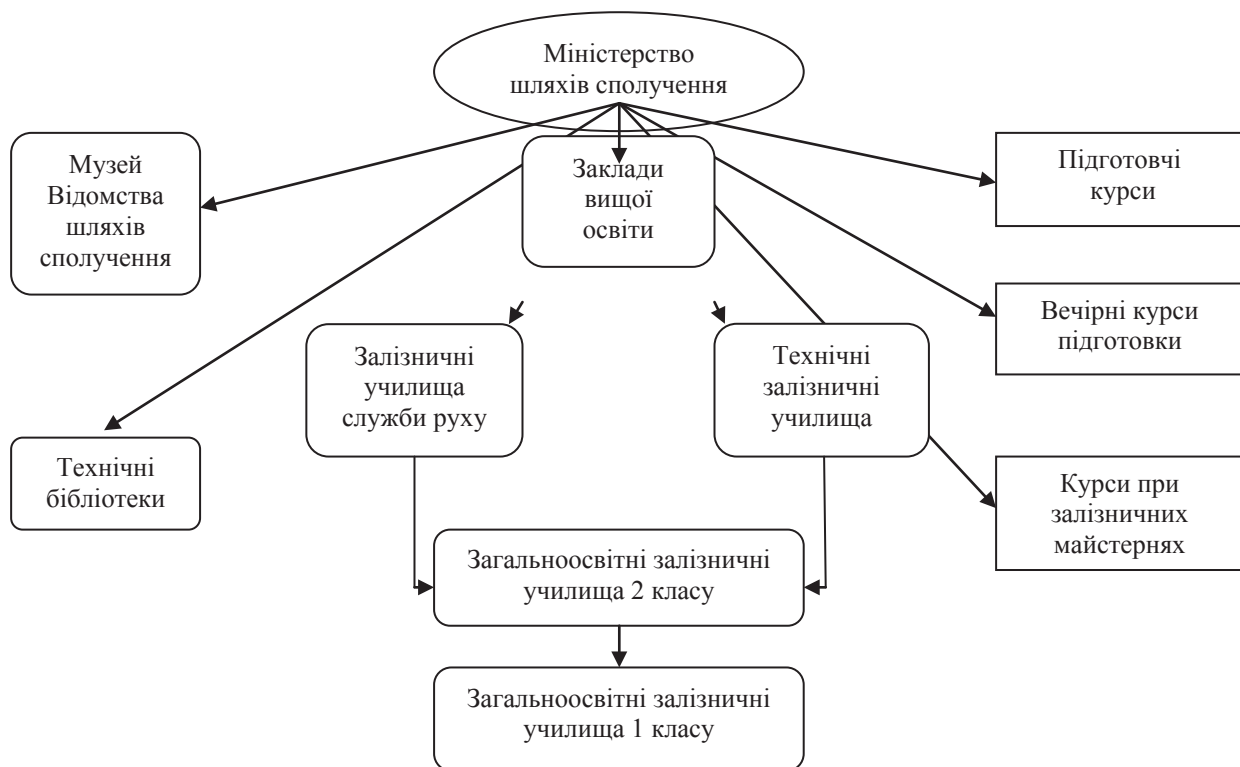 Міністерство
шляхів сполучення
Музей
Відомства
шляхів
сполучення
Заклади
вищої
освіти
Підготовчі
курси
Вечірні курси
підготовки
Залізничні
училища
служби руху
Технічні
залізничні
училища
Технічні
бібліотеки
Курси при
залізничних
майстернях
Загальноосвітні залізничні
училища 2 класу
Загальноосвітні залізничні
училища 1 класу